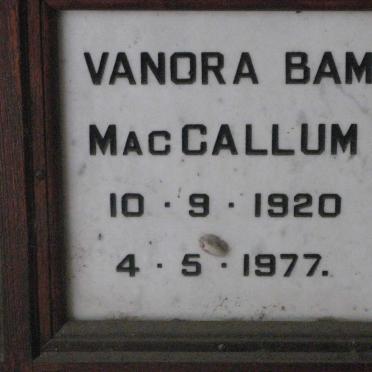 VANORA BAM
MACCALLUM
10 · 9 · 1920
4 · 5 · 1977.